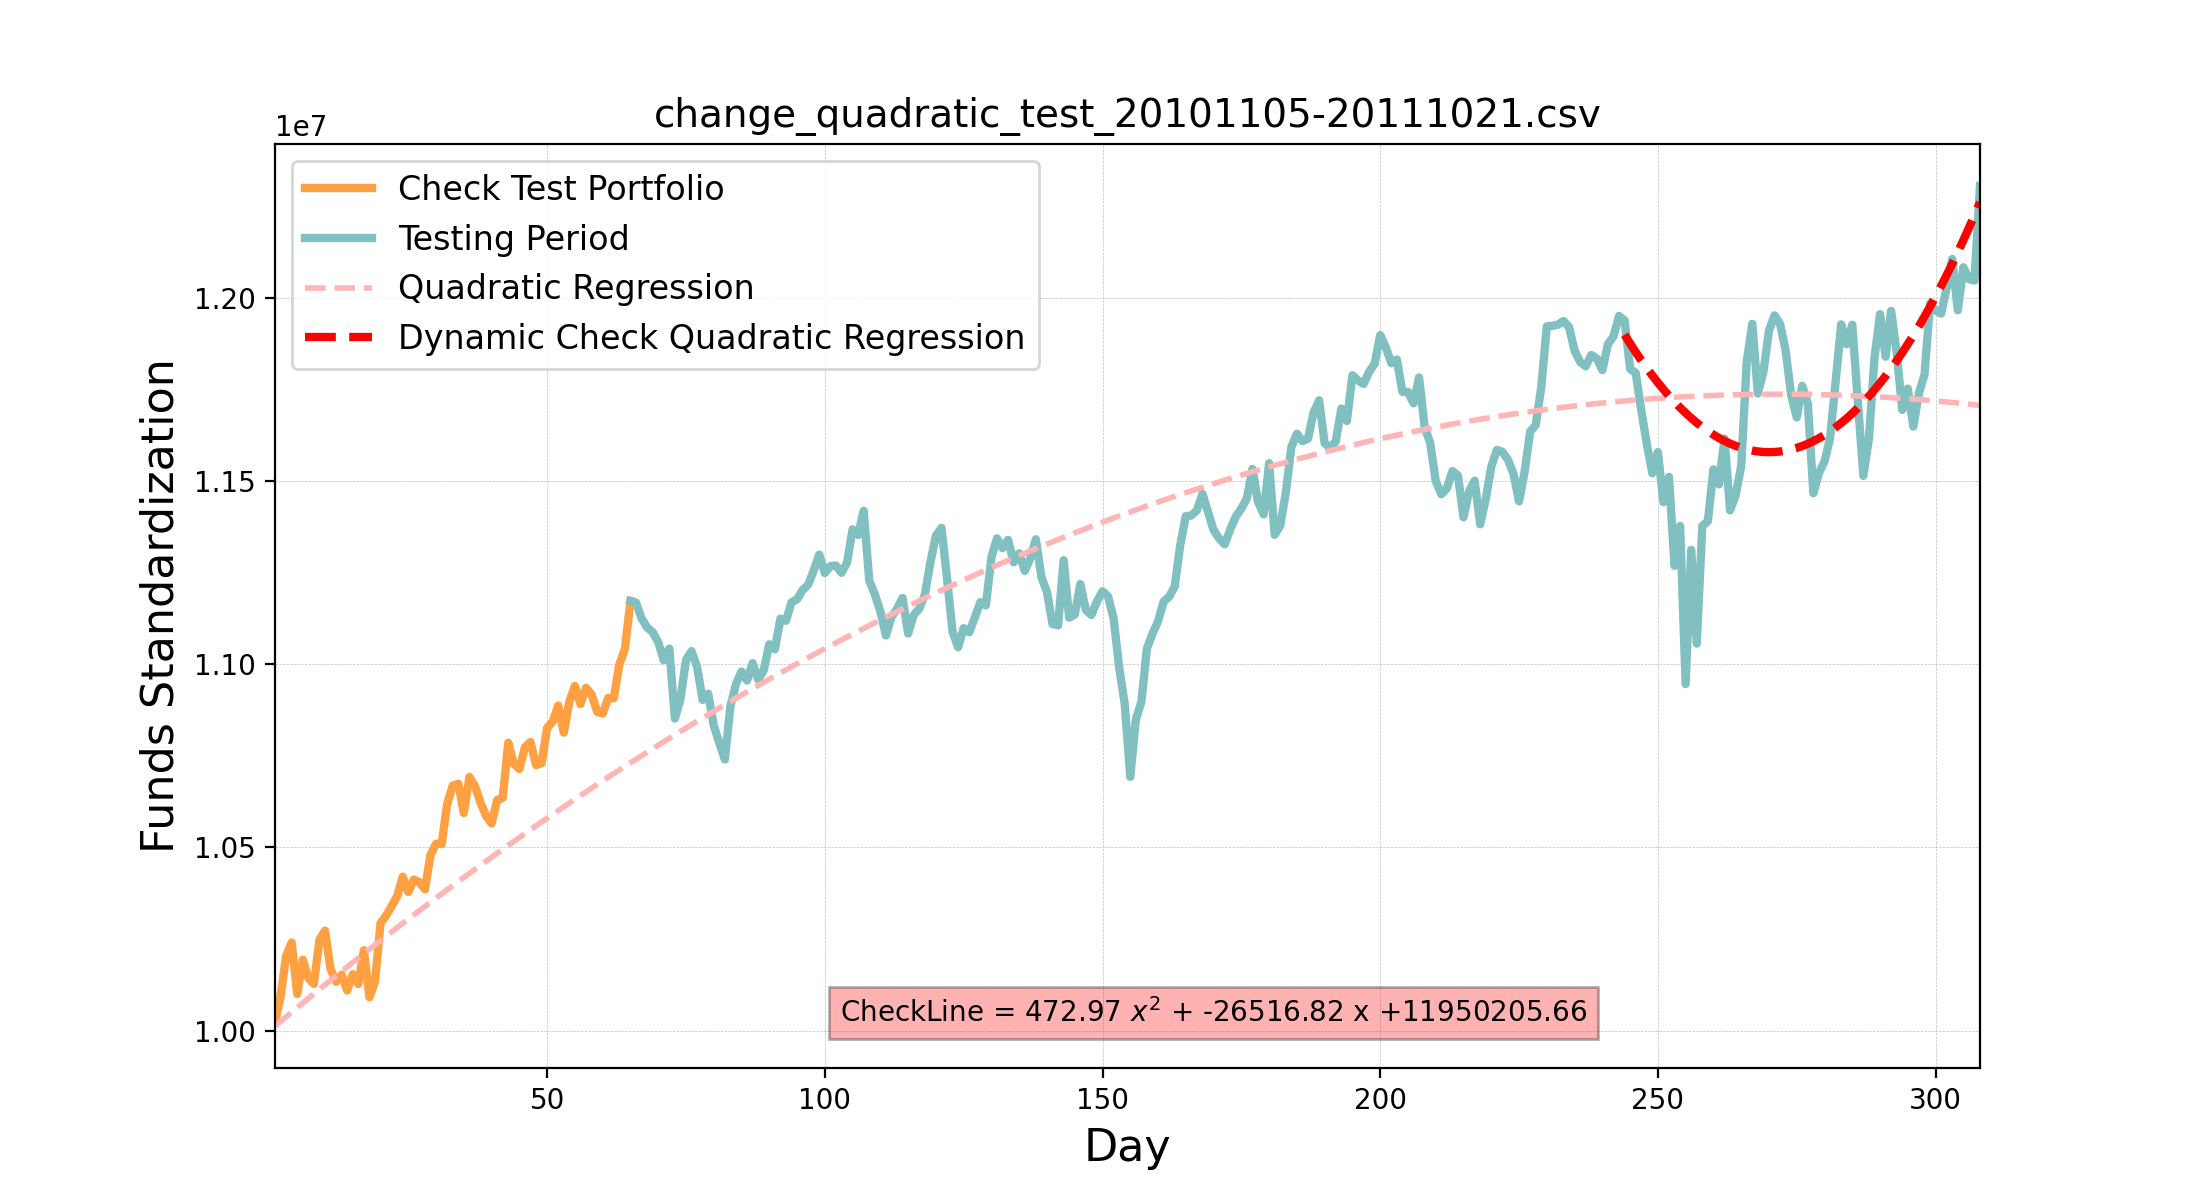 change_quadratic_test_20101105-20111021.csv
1e7
Check Test Portfolio
Testing Period
Quadratic Regression
Dynamic Check Quadratic Regression
1.20
1.15
1.10
1.05
1.00
Funds Standardization
CheckLine = 472.97 x² + -26516.82 x +11950205.66
50 100 150 200 250 300
Day